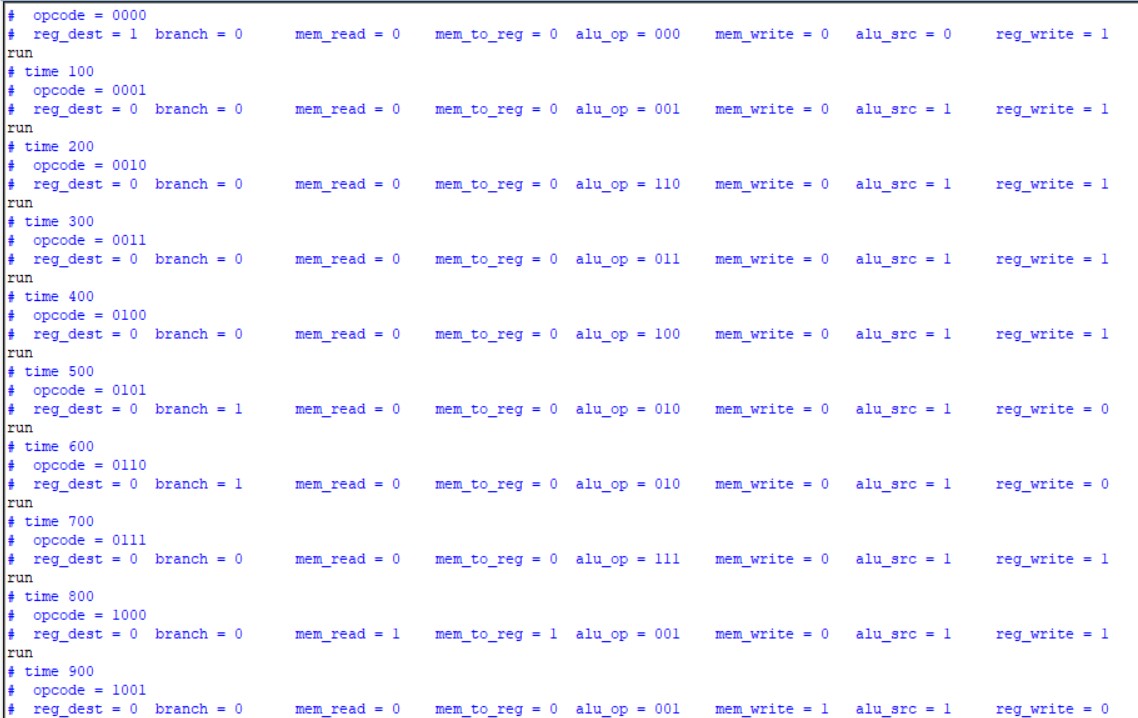 # opcode = 0000
# reg_dest = 1 branch = 0 mem_read = 0 mem_to_reg = 0 alu_op = 000 mem_write = 0 alu_src = 0 reg_write = 1
run
# time 100
# opcode = 0001
# reg_dest = 0 branch = 0 mem_read = 0 mem_to_reg = 0 alu_op = 001 mem_write = 0 alu_src = 1 reg_write = 1
run
# time 200
# opcode = 0010
# reg_dest = 0 branch = 0 mem_read = 0 mem_to_reg = 0 alu_op = 110 mem_write = 0 alu_src = 1 reg_write = 1
run
# time 300
# opcode = 0011
# reg_dest = 0 branch = 0 mem_read = 0 mem_to_reg = 0 alu_op = 011 mem_write = 0 alu_src = 1 reg_write = 1
run
# time 400
# opcode = 0100
# reg_dest = 0 branch = 0 mem_read = 0 mem_to_reg = 0 alu_op = 100 mem_write = 0 alu_src = 1 reg_write = 1
run
# time 500
# opcode = 0101
# reg_dest = 0 branch = 1 mem_read = 0 mem_to_reg = 0 alu_op = 010 mem_write = 0 alu_src = 1 reg_write = 0
run
# time 600
# opcode = 0110
# reg_dest = 0 branch = 1 mem_read = 0 mem_to_reg = 0 alu_op = 010 mem_write = 0 alu_src = 1 reg_write = 0
run
# time 700
# opcode = 0111
# reg_dest = 0 branch = 0 mem_read = 0 mem_to_reg = 0 alu_op = 111 mem_write = 0 alu_src = 1 reg_write = 1
run
# time 800
# opcode = 1000
# reg_dest = 0 branch = 0 mem_read = 1 mem_to_reg = 1 alu_op = 001 mem_write = 0 alu_src = 1 reg_write = 1
run
# time 900
# opcode = 1001
# reg_dest = 0 branch = 0 mem_read = 0 mem_to_reg = 0 alu_op = 001 mem_write = 1 alu_src = 1 reg_write = 0